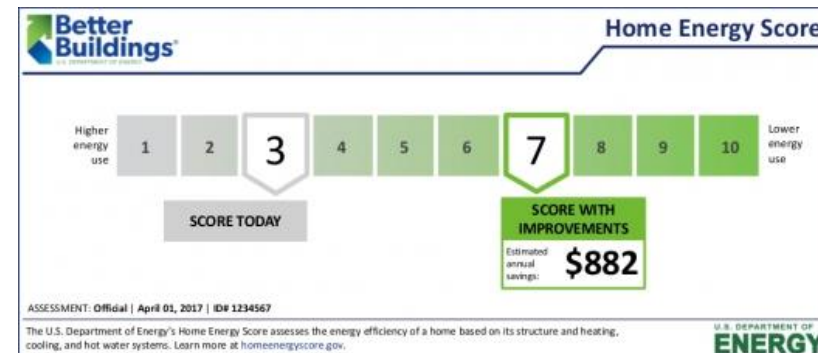 Better
Buildings
U.S. DEPARTMENT OF ENERGY
Home Energy Score
Higher
energy
use
1 2 3 4 5 6 7 8 9 10
Lower
energy
use
SCORE TODAY
SCORE WITH
IMPROVEMENTS
Estimated
annual
savings:
$882
ASSESSMENT: Official | April 01, 2017 | ID# 1234567
The U.S. Department of Energy's Home Energy Score assesses the energy efficiency of a home based on its structure and heating,
cooling, and hot water systems. Learn more at homeenergyscore.gov.
U.S. DEPARTMENT OF
ENERGY